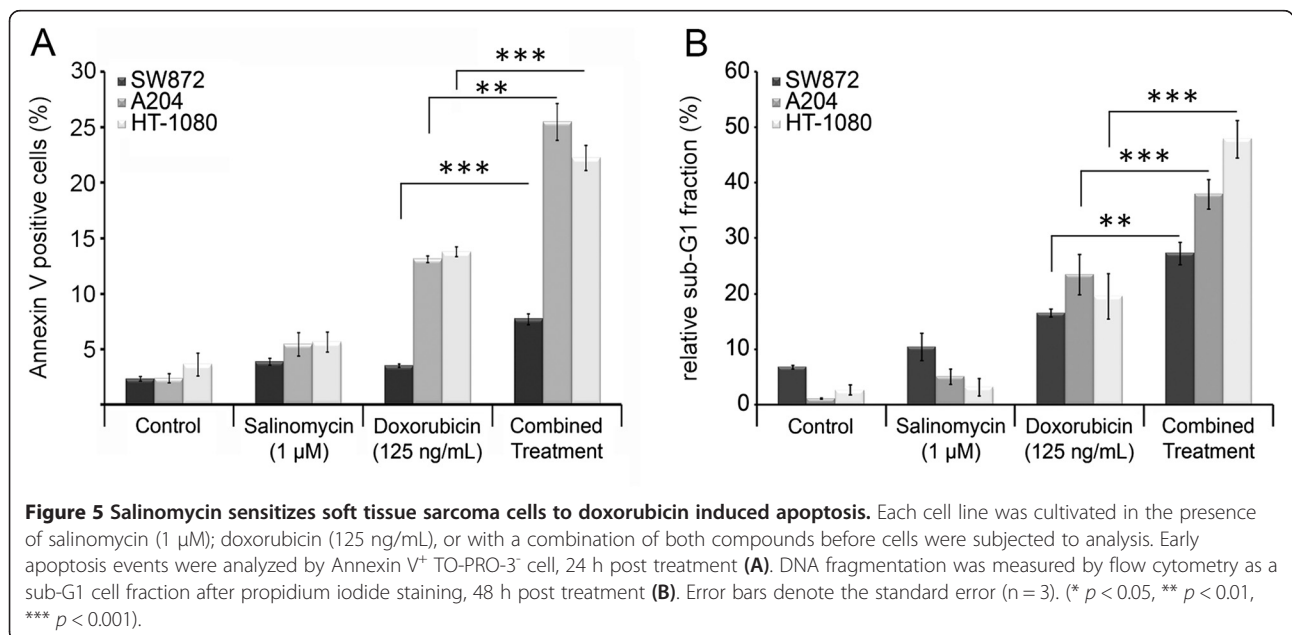 A
Annexin V positive cells (%)
30
25
20
15
10
5
SW872
A204
HT-1080
***
**
***
Control
Salinomycin
(1 µM)
Doxorubicin
(125 ng/mL)
Combined
Treatment
B
relative sub-G1 fraction (%)
60
50
40
30
20
10
0
SW872
A204
HT-1080
***
***
**
Control
Salinomycin
(1 µM)
Doxorubicin
(125 ng/mL)
Combined
Treatment
Figure 5 Salinomycin sensitizes soft tissue sarcoma cells to doxorubicin induced apoptosis. Each cell line was cultivated in the presence
of salinomycin (1 μM); doxorubicin (125 ng/mL), or with a combination of both compounds before cells were subjected to analysis. Early
apoptosis events were analyzed by Annexin V⁺ TO-PRO-3⁻ cell, 24 h post treatment (A). DNA fragmentation was measured by flow cytometry as a
sub-G1 cell fraction after propidium iodide staining, 48 h post treatment (B). Error bars denote the standard error (n = 3). (* p < 0.05, ** p < 0.01,
*** p < 0.001).